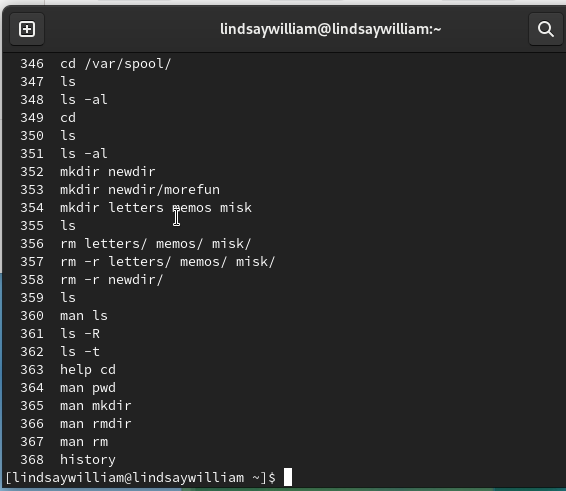 lindsaywilliam@lindsaywilliam:~
346 cd /var/spool/
347 ls
348 ls -al
349 cd
350 ls
351 ls -al
352 mkdir newdir
353 mkdir newdir/morefun
354 mkdir letters memos misk
355 ls
356 rm letters/ memos/ misk/
357 rm -r letters/ memos/ misk/
358 rm -r newdir/
359 ls
360 man ls
361 ls -R
362 ls -t
363 help cd
364 man pwd
365 man mkdir
366 man rmdir
367 man rm
368 history
[lindsaywilliam@lindsaywilliam ~]$